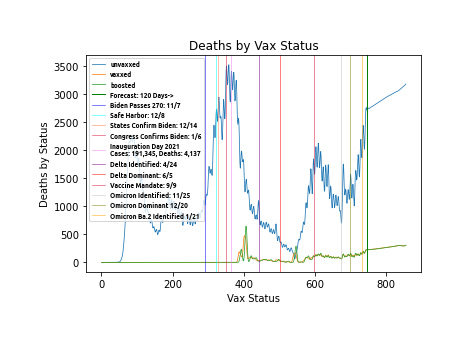 Deaths by Vax Status
Deaths by Status
3500
3000
2500
2000
1500
1000
500
0
unvaxxed
vaxxed
boosted
Forecast: 120 Days->
Biden Passes 270: 11/7
Safe Harbor: 12/8
States Confirm Biden: 12/14
Congress Confirms Biden: 1/6
Inauguration Day 2021
Cases: 191,345, Deaths: 4,137
Delta Identified: 4/24
Delta Dominant: 6/5
Vaccine Mandate: 9/9
Omicron Identified: 11/25
Omicron Dominant 12/20
Omicron Ba.2 Identified 1/21
0 200 400 600 800
Vax Status